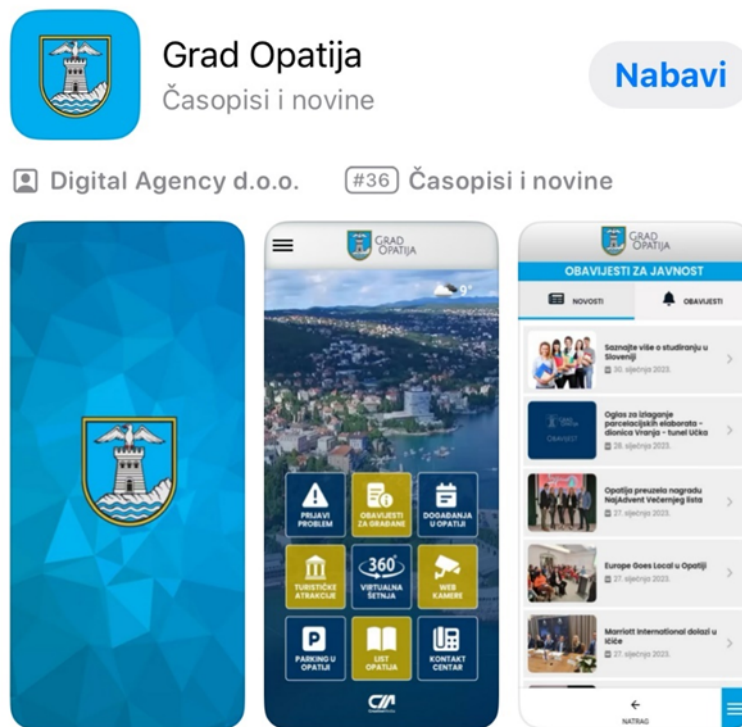 Grad Opatija
Časopisi i novine
Nabavi
Digital Agency d.o.o.
#36 Časopisi i novine
GRAD
OPATIJA
9°
PRIJAVI
PROBLEM
OBAVIJESTI
ZA GRAĐANE
DOGAĐANJA
U OPATIJI
TURISTIČKE
ATRAKCIJE
360°
VIRTUALNA
ŠETNJA
WEB
KAMERE
P
PARKING U
OPATIJI
LIST
OPATIJA
KONTAKT
CENTAR
GRAD
OPATIJA
OBAVIJESTI ZA JAVNOST
NOVOSTI
OBAVIJESTI
Saznajte više o studiranju u
Sloveniji
30. siječnja 2023.
Oglas za izlaganje
parcelacijskih elaborata -
dionica Vranja - tunel Učka
28. siječnja 2023.
GRAD
OPATIJA
OBAVIJEST
Opatija preuzela nagradu
NajAdvent Večernjeg lista
27. siječnja 2023.
Europe Goes Local u Opatiji
27. siječnja 2023.
Marriott International dolazi u
Ičiće
27. siječnja 2023.
NATRAG